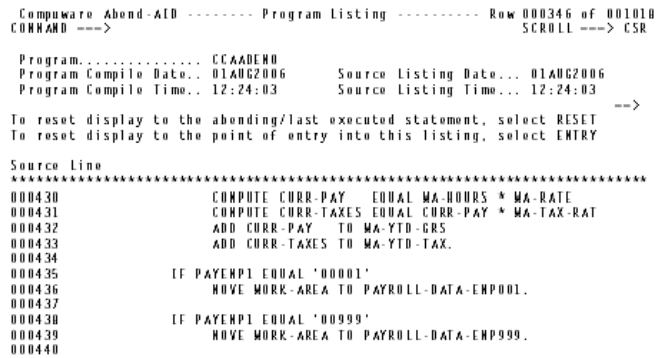 Compuware Abend-AID -------- Program Listing ---------- Row 000346 of 001018
COMMAND ===> SCROLL ===> CSR
Program............... CCAADEMO
Program Compile Date.. 01AUG2006 Source Listing Date... 01AUG2006
Program Compile Time.. 12:24:03 Source Listing Time... 12:24:03
==>
To reset display to the abending/last executed statement, select RESET
To reset display to the point of entry into this listing, select ENTRY
Source Line
*******************************************************************************
000430 COMPUTE CURR-PAY EQUAL WA-HOURS * WA-RATE
000431 COMPUTE CURR-TAXES EQUAL CURR-PAY * WA-TAX-RAT
000432 ADD CURR-PAY TO WA-YTD-GRS
000433 ADD CURR-TAXES TO WA-YTD-TAX.
000434
000435 IF PAYEMP1 EQUAL '00001'
000436 MOVE WORK-AREA TO PAYROLL-DATA-EMP001.
000437
000438 IF PAYEMP1 EQUAL '00999'
000439 MOVE WORK-AREA TO PAYROLL-DATA-EMP999.
000440